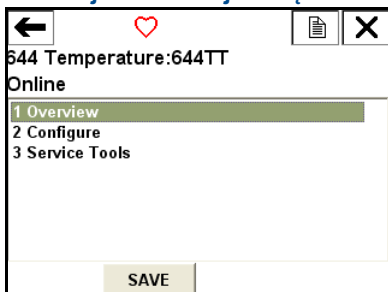 644 Temperature:644TT
Online
1 Overview
2 Configure
3 Service Tools
SAVE